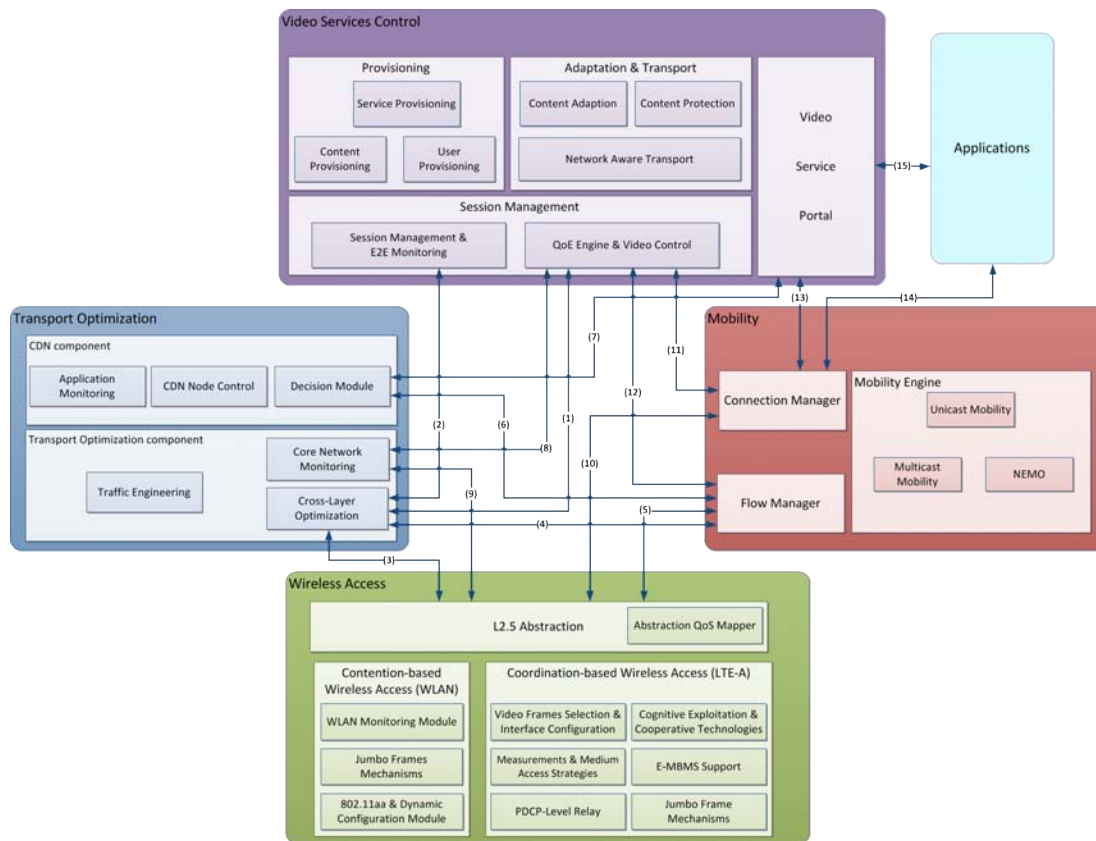 Video Services Control
Provisioning
Service Provisioning
Content
Provisioning
User
Provisioning
Adaptation & Transport
Content Adaption
Content Protection
Network Aware Transport
Session Management
Session Management &
E2E Monitoring
QoE Engine & Video Control
Video
Service
Portal
Applications
(15)
(13)
(14)
(7)
(11)
(12)
(1)
(2)
(6)
(8)
(10)
(9)
(5)
(4)
(3)
Transport Optimization
CDN component
Application
Monitoring
CDN Node Control
Decision Module
Transport Optimization component
Core Network
Monitoring
Traffic Engineering
Cross-Layer
Optimization
Mobility
Connection Manager
Flow Manager
Mobility Engine
Unicast Mobility
Multicast
Mobility
NEMO
Wireless Access
L2.5 Abstraction
Abstraction QoS Mapper
Contention-based
Wireless Access (WLAN)
WLAN Monitoring Module
Jumbo Frames
Mechanisms
802.11aa & Dynamic
Configuration Module
Coordination-based Wireless Access (LTE-A)
Video Frames Selection &
Interface Configuration
Cognitive Exploitation &
Cooperative Technologies
Measurements & Medium
Access Strategies
E-MBMS Support
PDCP-Level Relay
Jumbo Frame
Mechanisms